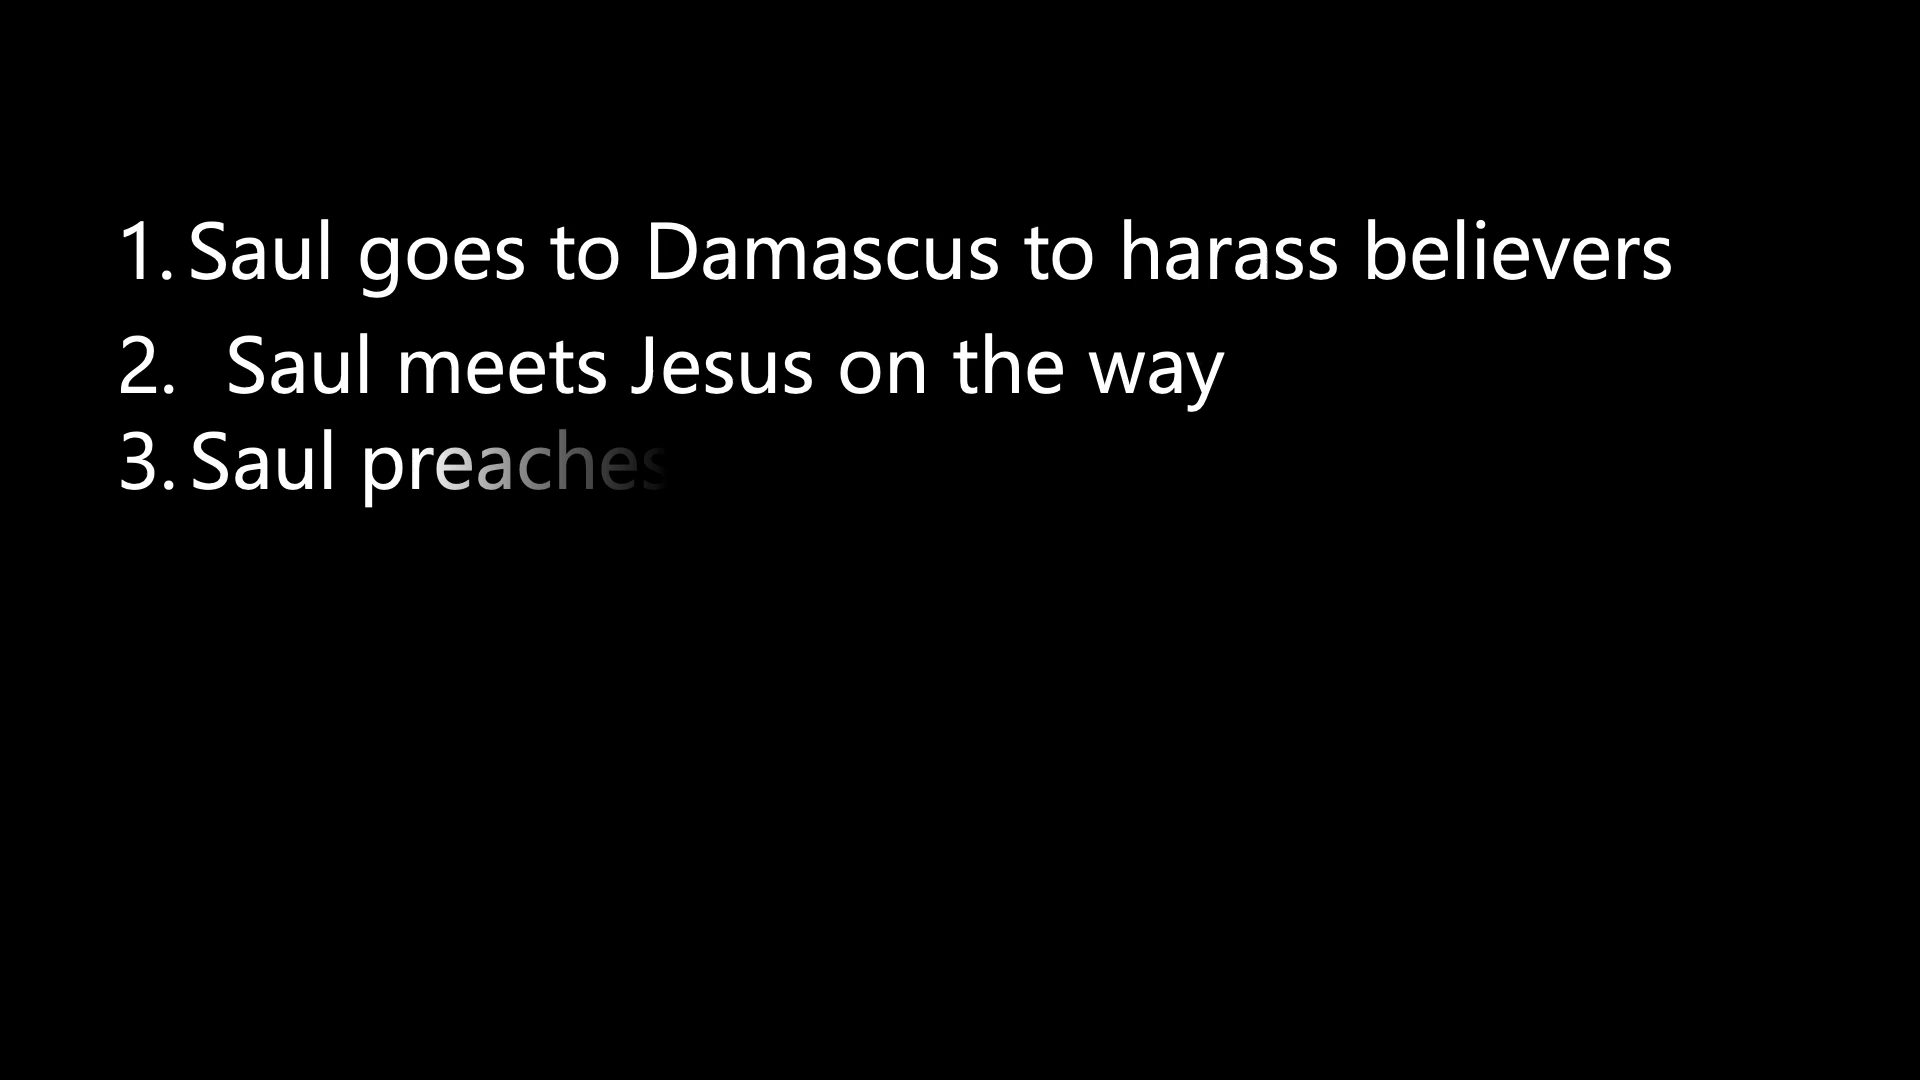 1. Saul goes to Damascus to harass believers
2. Saul meets Jesus on the way
3. Saul preaches